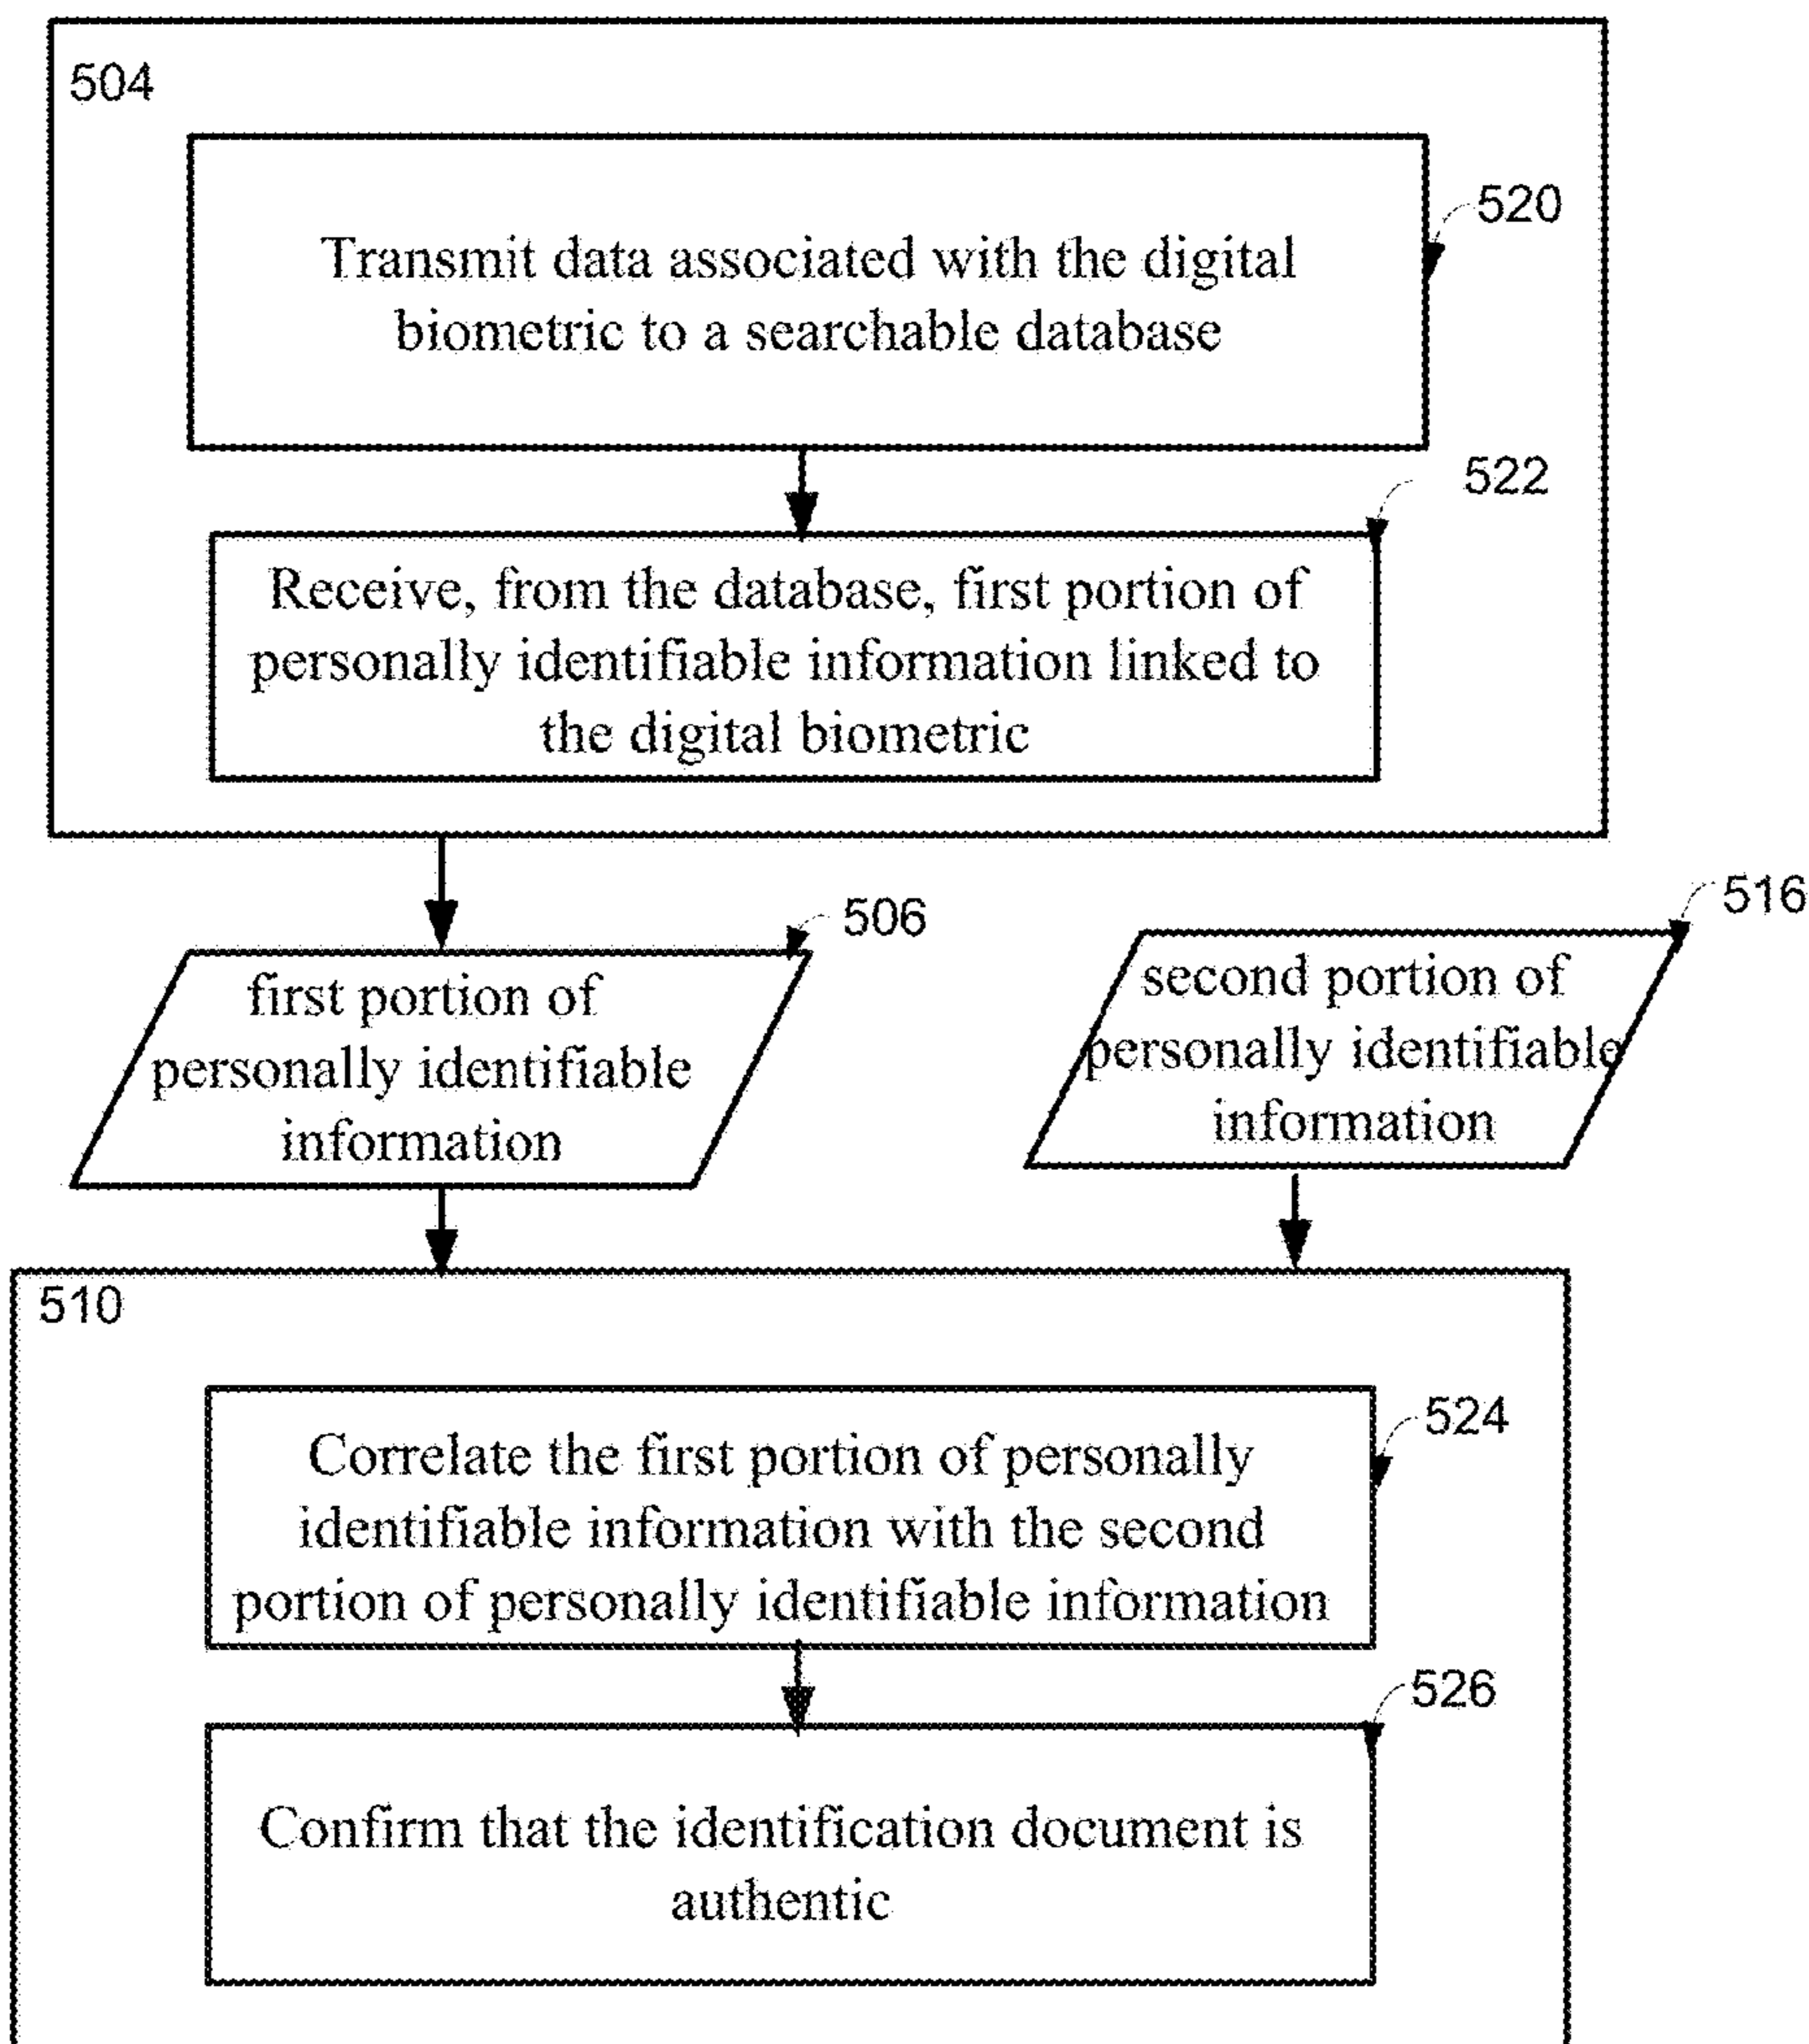 504
520
Transmit data associated with the digital
biometric to a searchable database
522
Receive, from the database, first portion of
personally identifiable information linked to
the digital biometric
506
first portion of
personally identifiable
information
516
second portion of
personally identifiable
information
510
524
Correlate the first portion of personally
identifiable information with the second
portion of personally identifiable information
526
Confirm that the identification document is
authentic